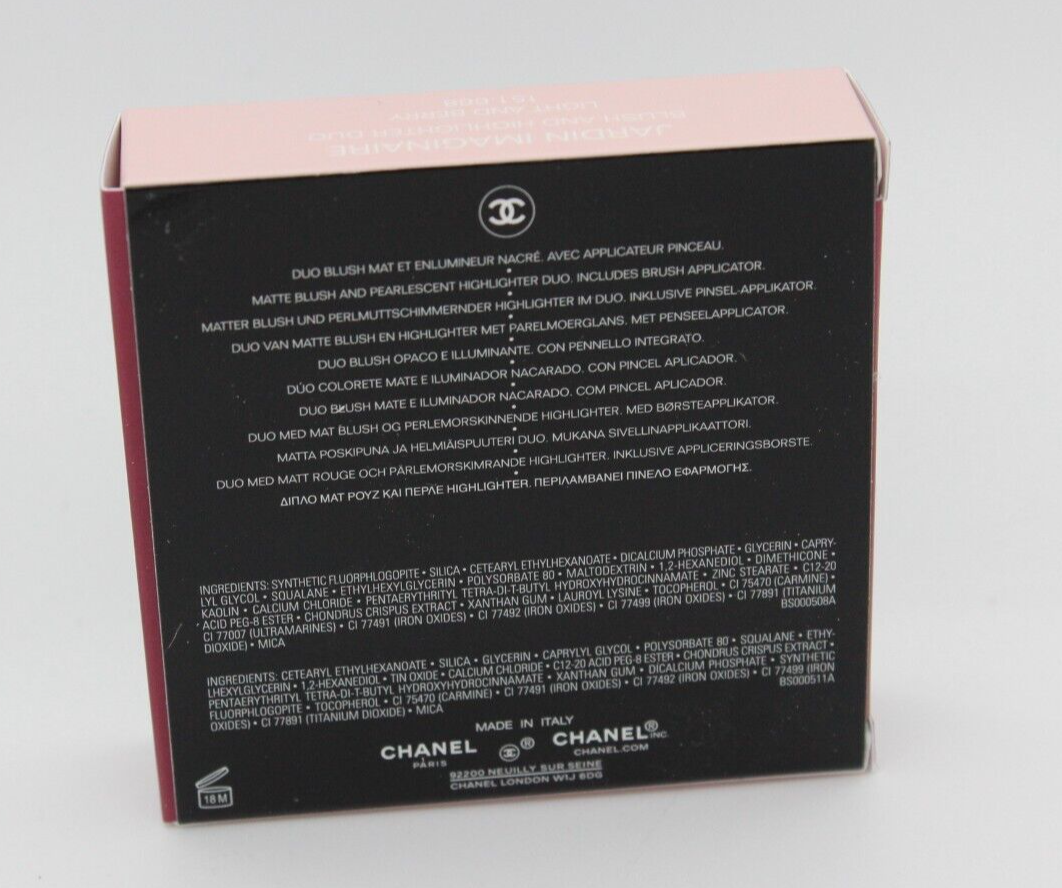 JARDIN IMAGINAIRE
BLUSH AND HIGHLIGHTER DUO
LIGHT AND BERRY
151.008
DUO BLUSH MAT ET ENLUMINEUR NACRÉ. AVEC APPLICATEUR PINCEAU.
MATTE BLUSH AND PEARLESCENT HIGHLIGHTER DUO. INCLUDES BRUSH APPLICATOR.
MATTER BLUSH UND PERLMUTTSCHIMMERNDER HIGHLIGHTER IM DUO. INKLUSIVE PINSEL-APPLIKATOR.
DUO VAN MATTE BLUSH EN HIGHLIGHTER MET PARELMOERGLANS. MET PENSEELAPPLICATOR.
DUO BLUSH OPACO E ILLUMINANTE. CON PENNELLO INTEGRATO.
DÚO COLORETE MATE E ILUMINADOR NACARADO. CON PINCEL APLICADOR.
DUO BLUSH MATE E ILUMINADOR NACARADO. COM PINCEL APLICADOR.
DUO MED MAT BLUSH OG PERLEMORSKINNENDE HIGHLIGHTER. MED BØRSTEAPPLIKATOR.
MATTA POSKIPUNA JA HELMIÄISPUUTERI DUO. MUKANA SIVELLINAPPLIKAATTORI.
DUO MED MATT ROUGE OCH PÄRLEMORSKIMRANDE HIGHLIGHTER. INKLUSIVE APPLICERINGSBORSTE.
ΔΙΠΛΟ ΜΑΤ ΡΟΥΖ ΚΑΙ ΠΕΡΛΕ HIGHLIGHTER. ΠΕΡΙΛΑΜΒΑΝΕΙ ΠΙΝΕΛΟ ΕΦΑΡΜΟΓΗΣ.
INGREDIENTS: SYNTHETIC FLUORPHLOGOPITE • SILICA • CETEARYL ETHYLHEXANOATE • DICALCIUM PHOSPHATE • GLYCERIN • CAPRY-
LYL GLYCOL • SQUALANE • ETHYLHEXYLGLYCERIN • POLYSORBATE 80 • MALTODEXTRIN • 1,2-HEXANEDIOL • DIMETHICONE •
KAOLIN • CALCIUM CHLORIDE • PENTAERYTHRITYL TETRA-DI-T-BUTYL HYDROXYHYDROCINNAMATE • ZINC STEARATE • C12-20
ACID PEG-8 ESTER • CHONDRUS CRISPUS EXTRACT • XANTHAN GUM • LAUROYL LYSINE • TOCOPHEROL • CI 75470 (CARMINE) •
CI 77007 (ULTRAMARINES) • CI 77491 (IRON OXIDES) • CI 77492 (IRON OXIDES) • CI 77499 (IRON OXIDES) • CI 77891 (TITANIUM
DIOXIDE) • MICA BS000508A
INGREDIENTS: CETEARYL ETHYLHEXANOATE • SILICA • GLYCERIN • CAPRYLYL GLYCOL • POLYSORBATE 80 • SQUALANE • ETHY-
LHEXYLGLYCERIN • 1,2-HEXANEDIOL • TIN OXIDE • CALCIUM CHLORIDE • C12-20 ACID PEG-8 ESTER • CHONDRUS CRISPUS EXTRACT •
PENTAERYTHRITYL TETRA-DI-T-BUTYL HYDROXYHYDROCINNAMATE • XANTHAN GUM • DICALCIUM PHOSPHATE • SYNTHETIC
FLUORPHLOGOPITE • TOCOPHEROL • CI 75470 (CARMINE) • CI 77491 (IRON OXIDES) • CI 77492 (IRON OXIDES) • CI 77499 (IRON
OXIDES) • CI 77891 (TITANIUM DIOXIDE) • MICA BS000511A
MADE IN ITALY
CHANEL ® CHANEL® INC.
PARIS CHANEL.COM
92200 NEUILLY SUR SEINE
CHANEL LONDON W1J 6DG
18M